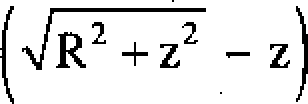 (√(R² + z²) − z)